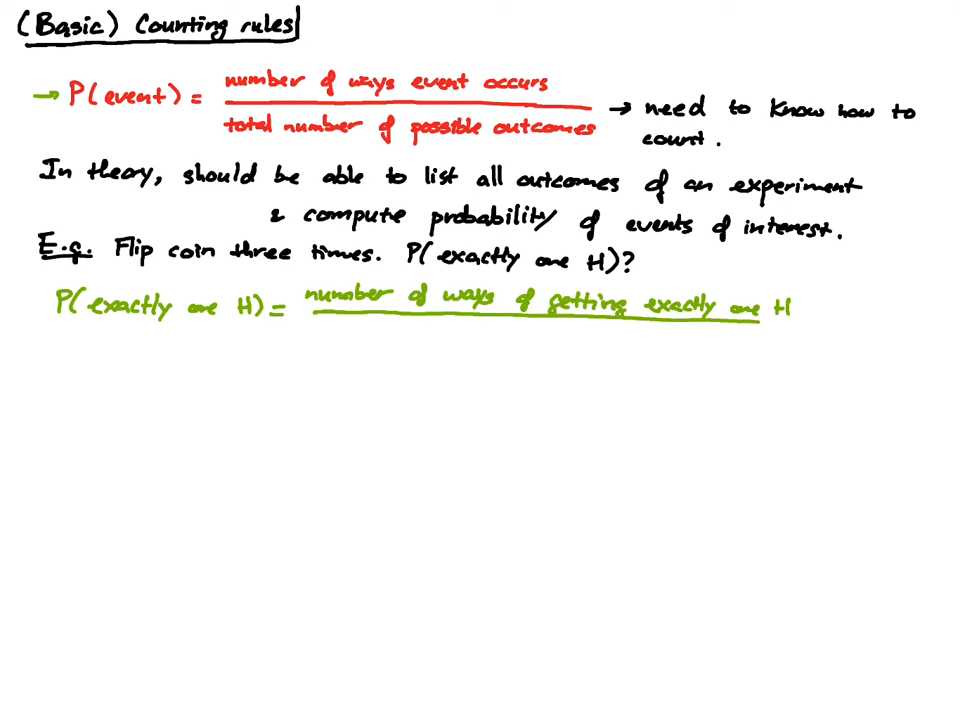 (Basic) Counting rules
→ P(event) = number of ways event occurs
total number of possible outcomes → need to know how to
count.
In theory, should be able to list all outcomes of an experiment
& compute probability of events of interest.
E.g. Flip coin three times. P(exactly one H)?
P(exactly one H) = number of ways of getting exactly one H